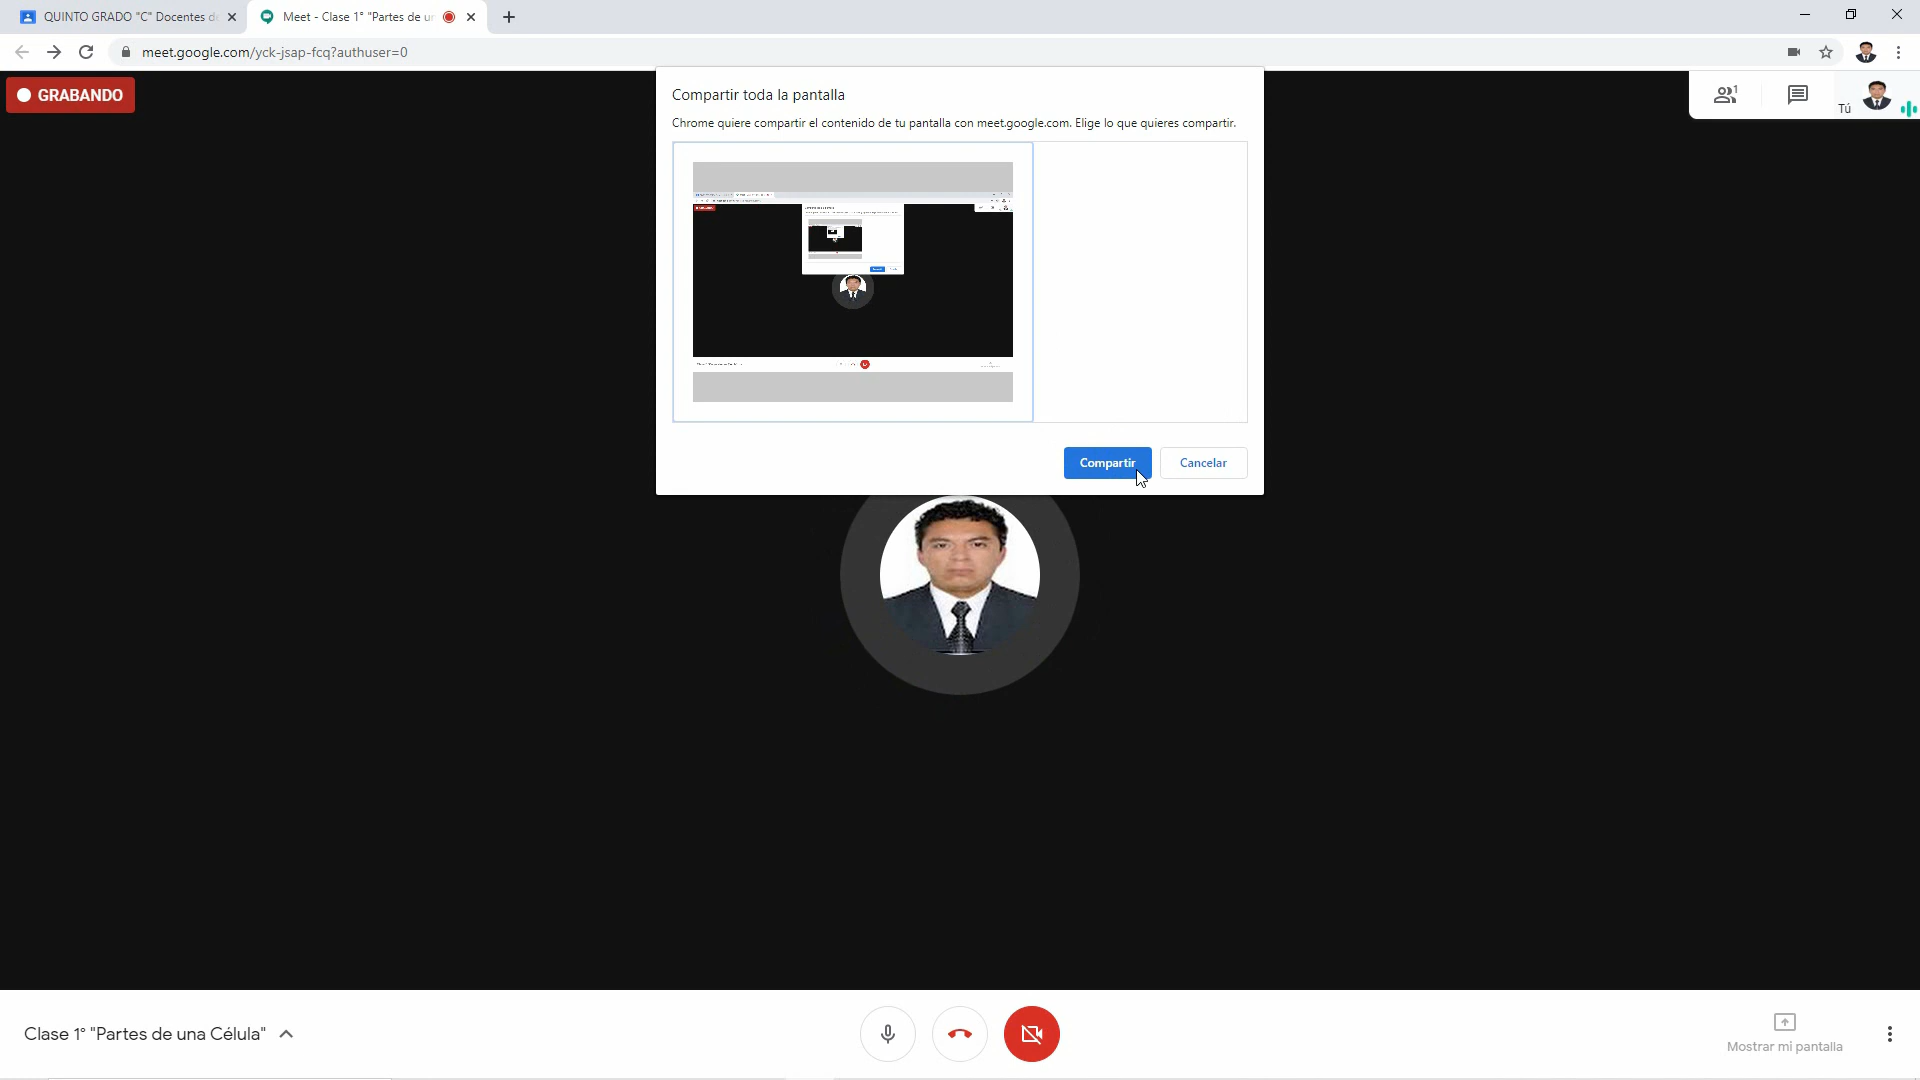 QUINTO GRADO "C" Docentes d
Meet - Clase 1° "Partes de u
meet.google.com/yck-jsap-fcq?authuser=0
GRABANDO
1
Tú
Compartir toda la pantalla
Chrome quiere compartir el contenido de tu pantalla con meet.google.com. Elige lo que quieres compartir.
Compartir
Cancelar
Clase 1° "Partes de una Célula"
Mostrar mi pantalla